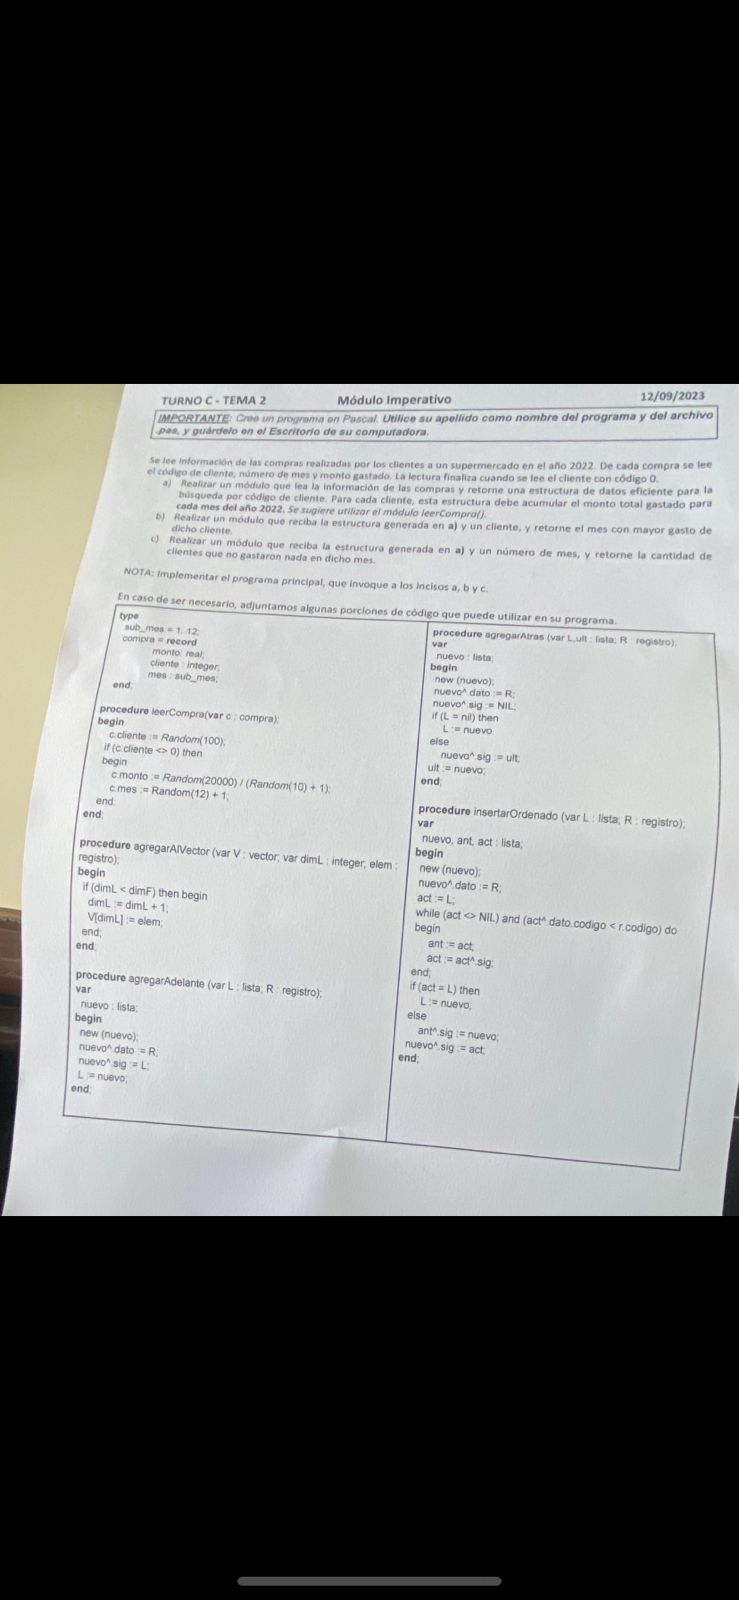 TURNO C - TEMA 2 Módulo Imperativo 12/09/2023
IMPORTANTE: Cree un programa en Pascal. Utilice su apellido como nombre del programa y del archivo
.pas, y guárdelo en el Escritorio de su computadora.
Se lee información de las compras realizadas por los clientes a un supermercado en el año 2022. De cada compra se lee
el código de cliente, número de mes y monto gastado. La lectura finaliza cuando se lee el cliente con código 0.
a) Realizar un módulo que lea la información de las compras y retorne una estructura de datos eficiente para la
búsqueda por código de cliente. Para cada cliente, esta estructura debe acumular el monto total gastado para
cada mes del año 2022. Se sugiere utilizar el módulo leerCompra().
b) Realizar un módulo que reciba la estructura generada en a) y un cliente, y retorne el mes con mayor gasto de
dicho cliente.
c) Realizar un módulo que reciba la estructura generada en a) y un número de mes, y retorne la cantidad de
clientes que no gastaron nada en dicho mes.
NOTA: Implementar el programa principal, que invoque a los incisos a, b y c.
En caso de ser necesario, adjuntamos algunas porciones de código que puede utilizar en su programa.
type
sub_mes = 1..12;
compra = record
monto: real;
cliente : integer;
mes : sub_mes;
end;
procedure leerCompra(var c : compra);
begin
c.cliente := Random(100);
if (c.cliente <> 0) then
begin
c.monto := Random(20000) / (Random(10) + 1);
c.mes := Random(12) + 1;
end;
end;
procedure agregarAlVector (var V : vector; var dimL : integer; elem :
registro);
begin
if (dimL < dimF) then begin
dimL := dimL + 1;
V[dimL] := elem;
end;
end;
procedure agregarAdelante (var L : lista; R : registro);
var
nuevo : lista;
begin
new (nuevo);
nuevo^.dato := R;
nuevo^.sig := L;
L := nuevo;
end;
procedure agregarAtras (var L,ult : lista; R : registro);
var
nuevo : lista;
begin
new (nuevo);
nuevo^.dato := R;
nuevo^.sig := NIL;
if (L = nil) then
L := nuevo
else
nuevo^.sig := ult;
ult := nuevo;
end;
procedure insertarOrdenado (var L : lista; R : registro);
var
nuevo, ant, act : lista;
begin
new (nuevo);
nuevo^.dato := R;
act := L;
while (act <> NIL) and (act^.dato.codigo < r.codigo) do
begin
ant := act;
act := act^.sig;
end;
if (act = L) then
L := nuevo;
else
ant^.sig := nuevo;
nuevo^.sig := act;
end;